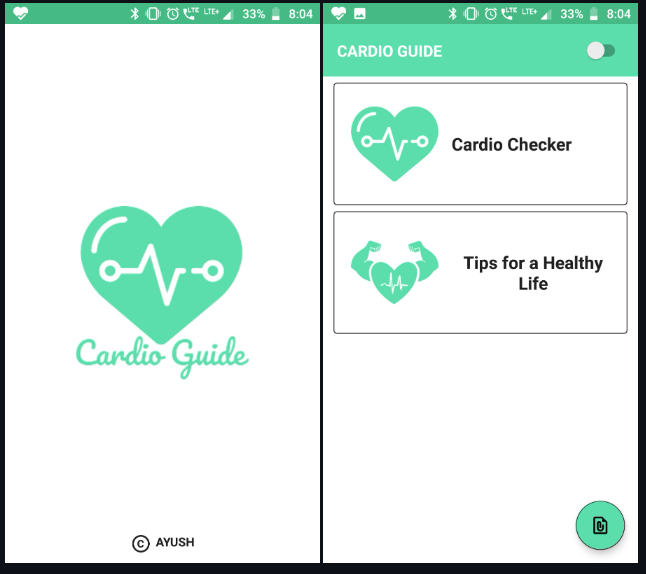 LTE LTE+ 33% 8:04
Cardio Guide
© AYUSH
LTE LTE+ 33% 8:04
CARDIO GUIDE
Cardio Checker
Tips for a Healthy
Life